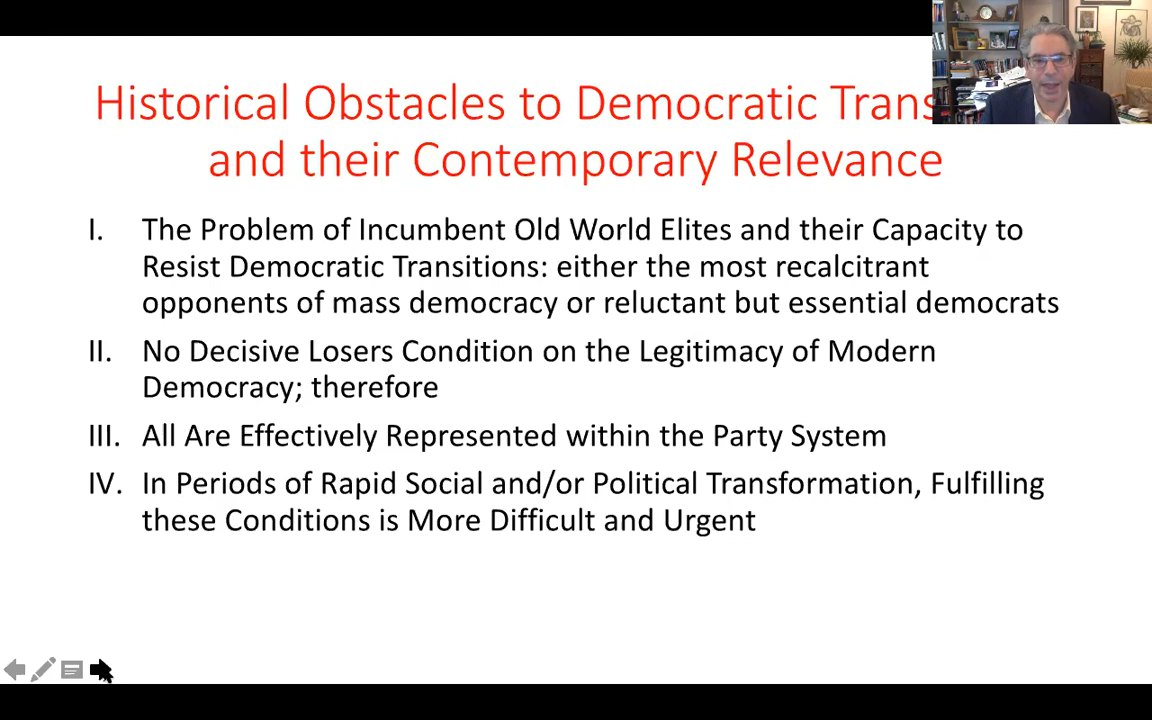 Historical Obstacles to Democratic
and their Contemporary Relevance
I. The Problem of Incumbent Old World Elites and their Capacity to
Resist Democratic Transitions: either the most recalcitrant
opponents of mass democracy or reluctant but essential democrats
II. No Decisive Losers Condition on the Legitimacy of Modern
Democracy; therefore
III. All Are Effectively Represented within the Party System
IV. In Periods of Rapid Social and/or Political Transformation, Fulfilling
these Conditions is More Difficult and Urgent